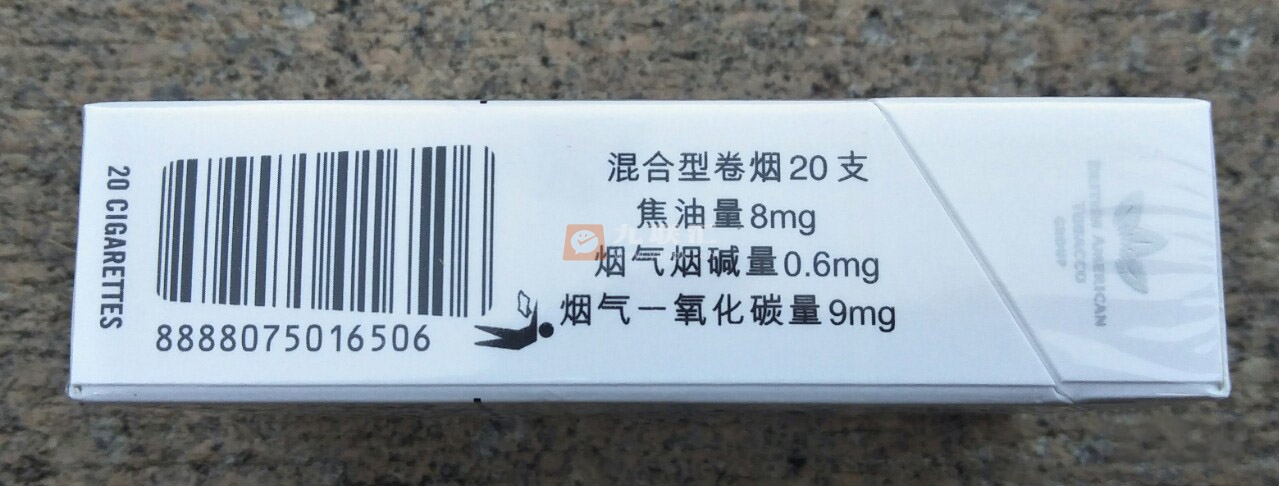 20 CIGARETTES
8888075016506
混合型卷烟20支
焦油量8mg
烟气烟碱量0.6mg
烟气一氧化碳量9mg
BRITISH AMERICAN
TOBACCO
GROUP